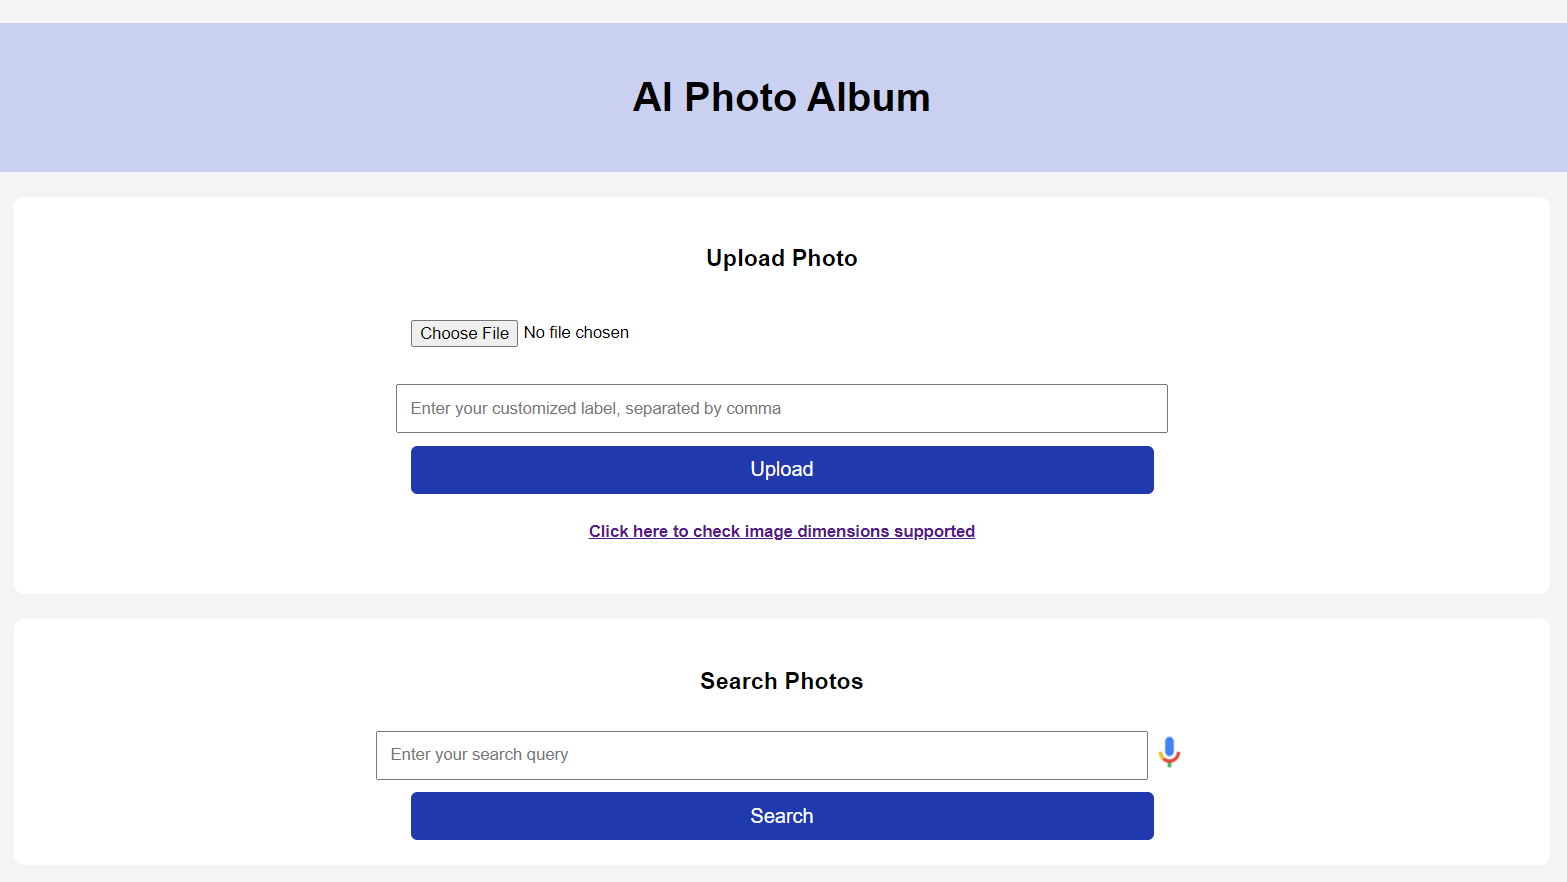 AI Photo Album
Upload Photo
Choose File No file chosen
Enter your customized label, separated by comma
Upload
Click here to check image dimensions supported
Search Photos
Enter your search query
Search